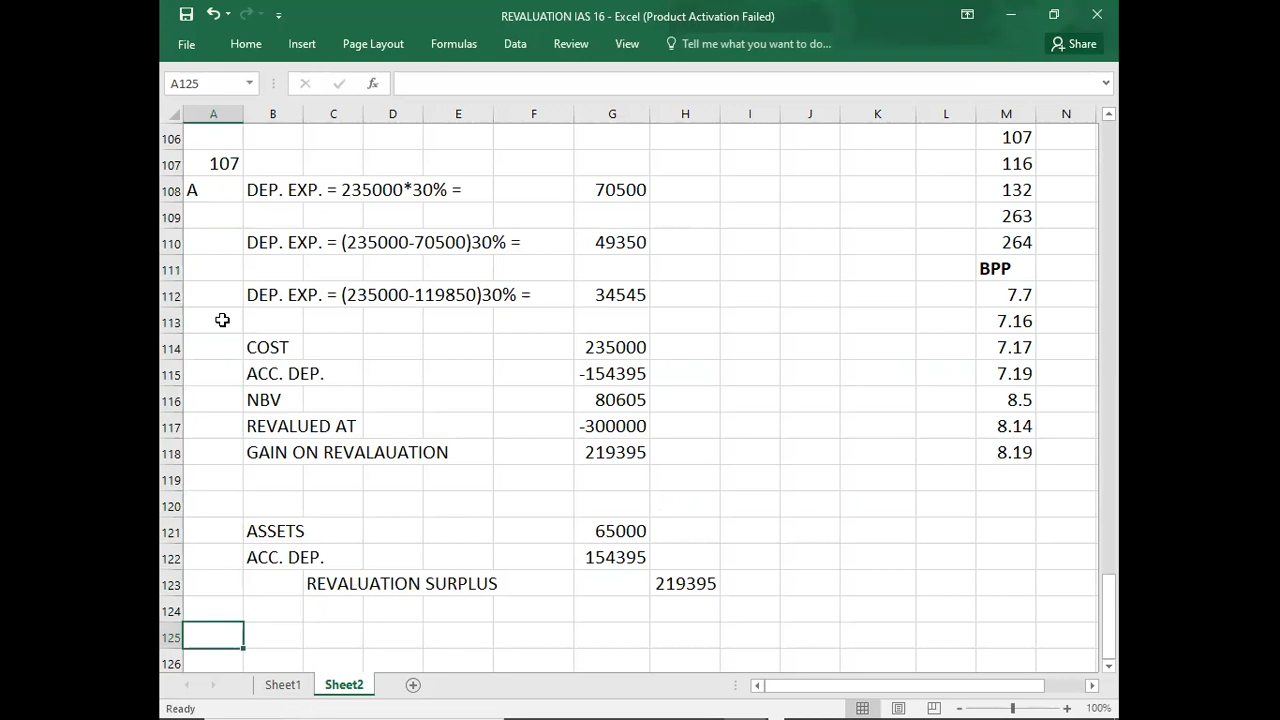 REVALUATION IAS 16 - Excel (Product Activation Failed)
File Home Insert Page Layout Formulas Data Review View Tell me what you want to do... Share
A125 fx
A B C D E F G H I J K L M N
106 107
107 107 116
108 A DEP. EXP. = 235000*30% = 70500 132
109 263
110 DEP. EXP. = (235000-70500)30% = 49350 264
111 BPP
112 DEP. EXP. = (235000-119850)30% = 34545 7.7
113 7.16
114 COST 235000 7.17
115 ACC. DEP. -154395 7.19
116 NBV 80605 8.5
117 REVALUED AT -300000 8.14
118 GAIN ON REVALAUATION 219395 8.19
119
120
121 ASSETS 65000
122 ACC. DEP. 154395
123 REVALUATION SURPLUS 219395
124
125
126
Sheet1 Sheet2
Ready 100%